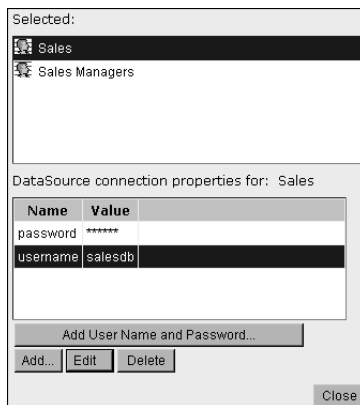 Selected:
Sales
Sales Managers
DataSource connection properties for: Sales
Name Value
password ******
username salesdb
Add User Name and Password...
Add... Edit Delete
Close